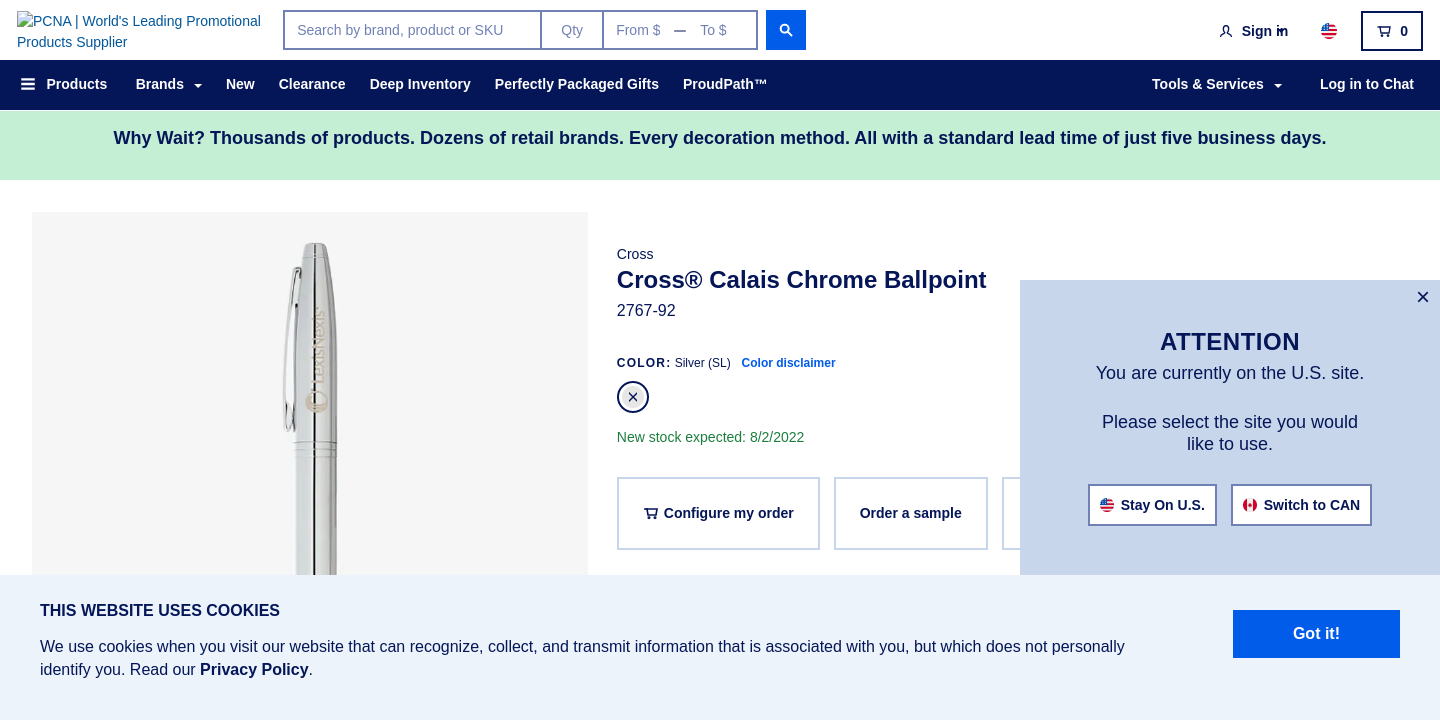 PCNA | World's Leading Promotional
Products Supplier
Search by brand, product or SKU
Qty
From $
To $
Sign in
0
Products
Brands
New
Clearance
Deep Inventory
Perfectly Packaged Gifts
ProudPath™
Tools & Services
Log in to Chat
Why Wait? Thousands of products. Dozens of retail brands. Every decoration method. All with a standard lead time of just five business days.
LexisNexis®
Cross
Cross® Calais Chrome Ballpoint
2767-92
COLOR: Silver (SL) Color disclaimer
New stock expected: 8/2/2022
Configure my order
Order a sample
ATTENTION
You are currently on the U.S. site.
Please select the site you would
like to use.
Stay On U.S.
Switch to CAN
THIS WEBSITE USES COOKIES
We use cookies when you visit our website that can recognize, collect, and transmit information that is associated with you, but which does not personally
identify you. Read our Privacy Policy.
Got it!